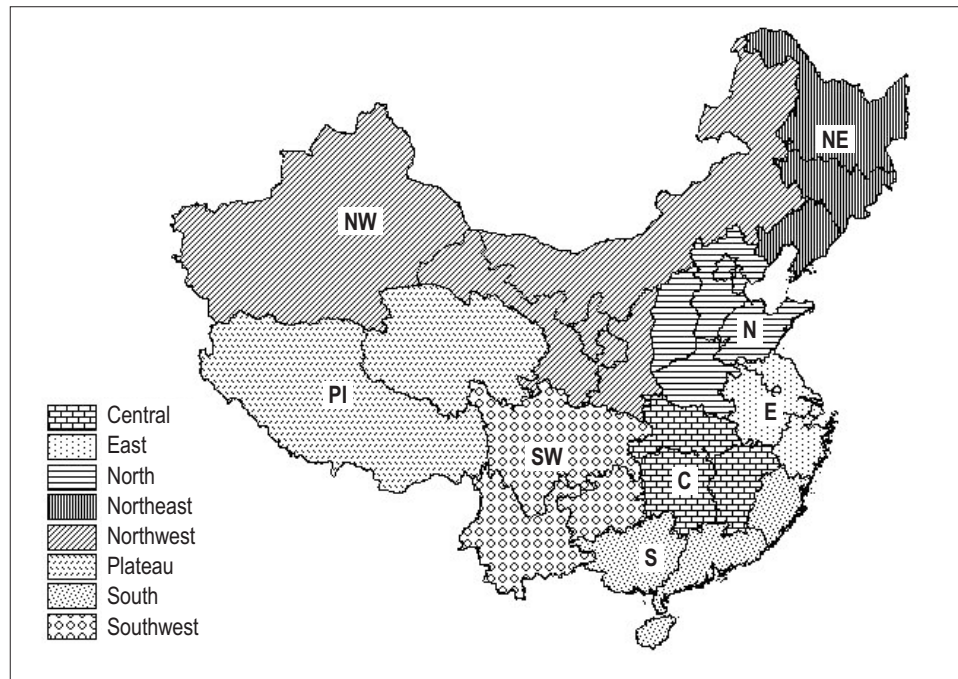 NE
NW
N
PI
E
SW
C
S
Central
East
North
Northeast
Northwest
Plateau
South
Southwest